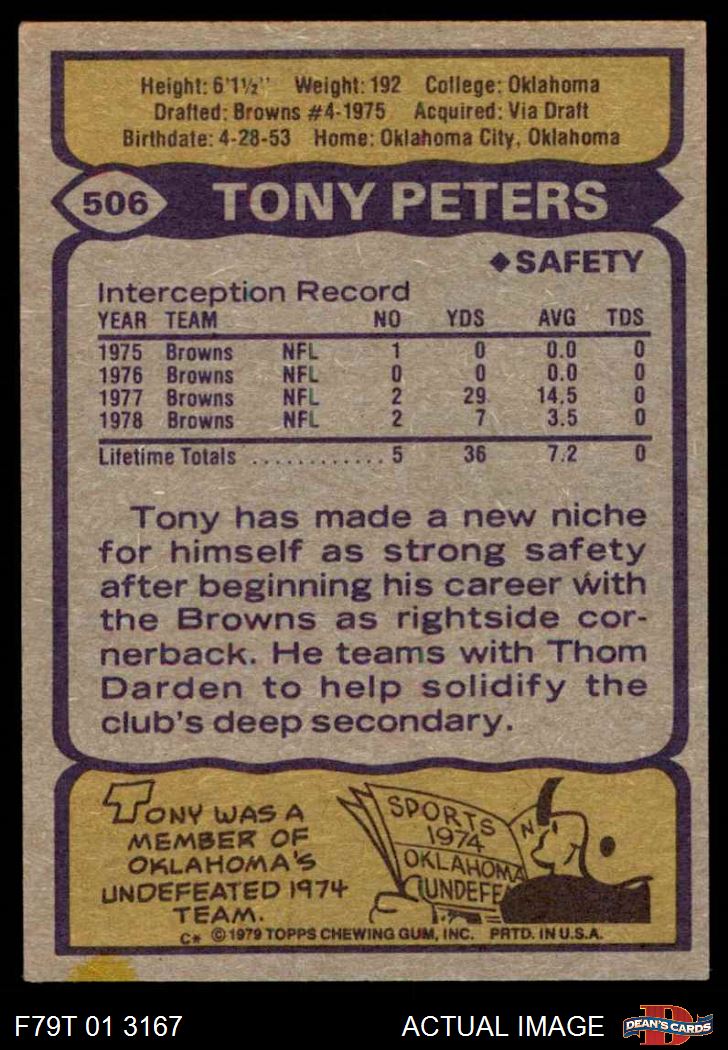 Height: 6'1½" Weight: 192 College: Oklahoma
Drafted: Browns #4-1975 Acquired: Via Draft
Birthdate: 4-28-53 Home: Oklahoma City, Oklahoma
506 TONY PETERS
◆SAFETY
Interception Record
YEAR TEAM NO YDS AVG TDS
1975 Browns NFL 1 0 0.0 0
1976 Browns NFL 0 0 0.0 0
1977 Browns NFL 2 29 14.5 0
1978 Browns NFL 2 7 3.5 0
Lifetime Totals ............ 5 36 7.2 0
Tony has made a new niche
for himself as strong safety
after beginning his career with
the Browns as rightside cor-
nerback. He teams with Thom
Darden to help solidify the
club's deep secondary.
TONY WAS A
MEMBER OF
OKLAHOMA'S
UNDEFEATED 1974
TEAM.
SPORTS
1974
OKLAHOMA
UNDEFE
N
C* © 1979 TOPPS CHEWING GUM, INC. PRTD. IN U.S.A.
F79T 01 3167 ACTUAL IMAGE
D
DEAN'S CARDS